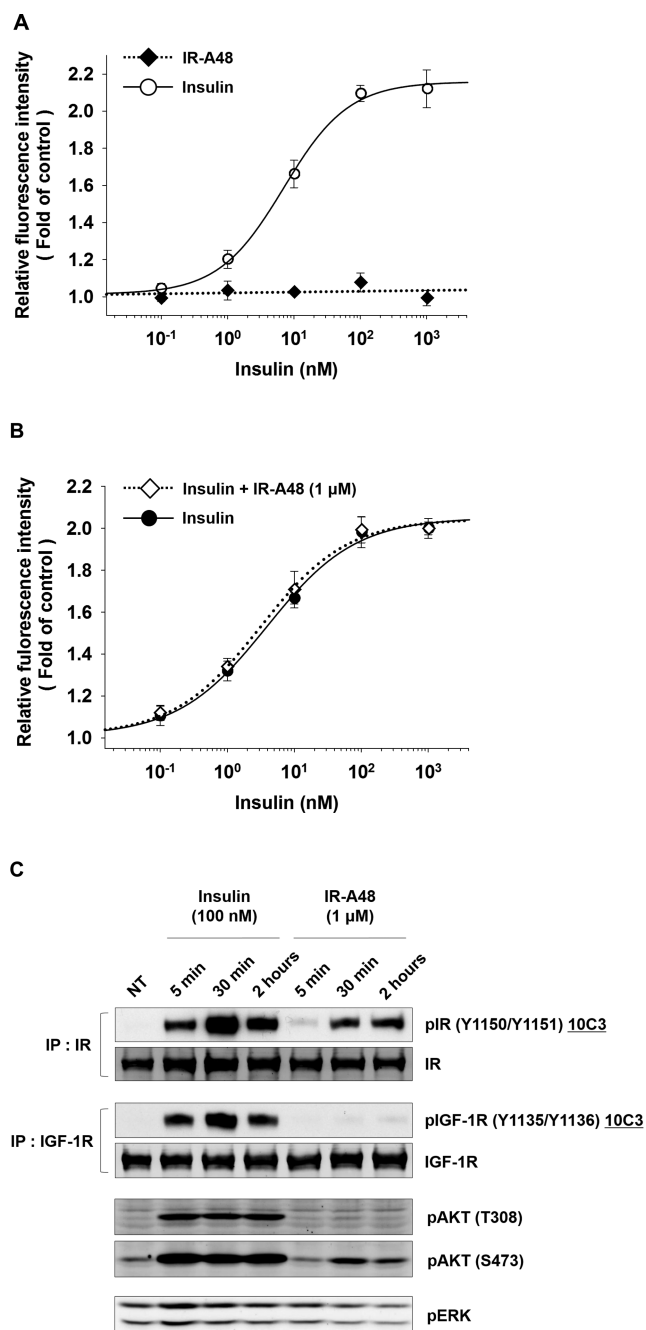 A
Relative fluorescence intensity
( Fold of control )
IR-A48
Insulin
2.2
2.0
1.8
1.6
1.4
1.2
1.0
10-1
100
101
102
103
Insulin (nM)
B
Relative fulorescence intensity
( Fold of control )
Insulin + IR-A48 (1 µM)
Insulin
2.2
2.0
1.8
1.6
1.4
1.2
1.0
10-1
100
101
102
103
Insulin (nM)
C
Insulin
(100 nM)
IR-A48
(1 µM)
NT
5 min
30 min
2 hours
5 min
30 min
2 hours
IP : IR
pIR (Y1150/Y1151) 10C3
IR
IP : IGF-1R
pIGF-1R (Y1135/Y1136) 10C3
IGF-1R
pAKT (T308)
pAKT (S473)
pERK